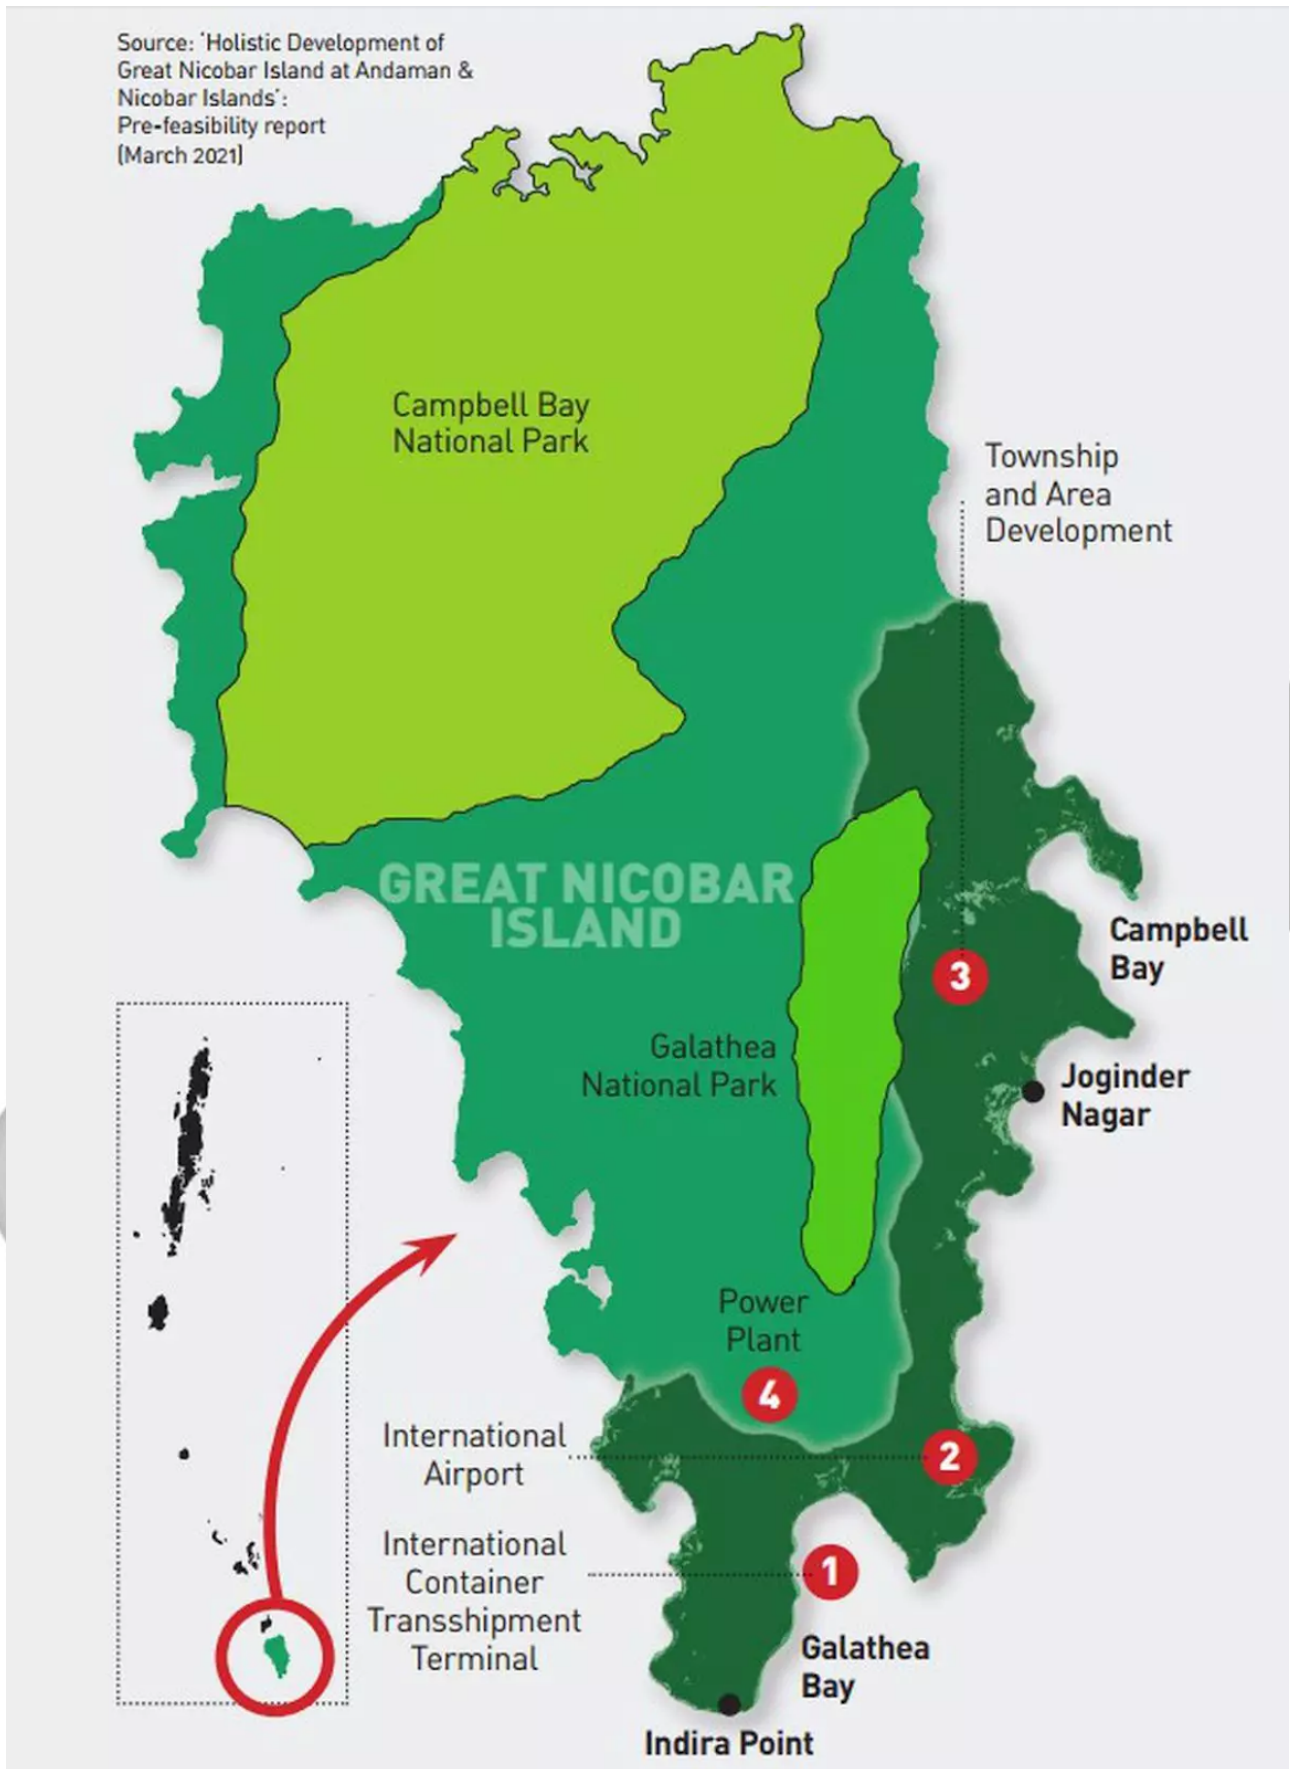 Source: ‘Holistic Development of
Great Nicobar Island at Andaman &
Nicobar Islands’:
Pre-feasibility report
(March 2021)
Campbell Bay
National Park
Township
and Area
Development
GREAT NICOBAR
ISLAND
Campbell
Bay
3
Galathea
National Park
Joginder
Nagar
Power
Plant
4
International
Airport
2
International
Container
Transshipment
Terminal
1
Galathea
Bay
Indira Point